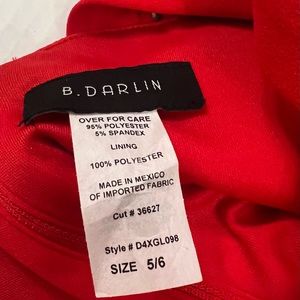 B. DARLIN
OVER FOR CARE
95% POLYESTER
5% SPANDEX
LINING
100% POLYESTER
MADE IN MEXICO
OF IMPORTED FABRIC
Cut # 36627
Style # D4XGL098
SIZE 5/6